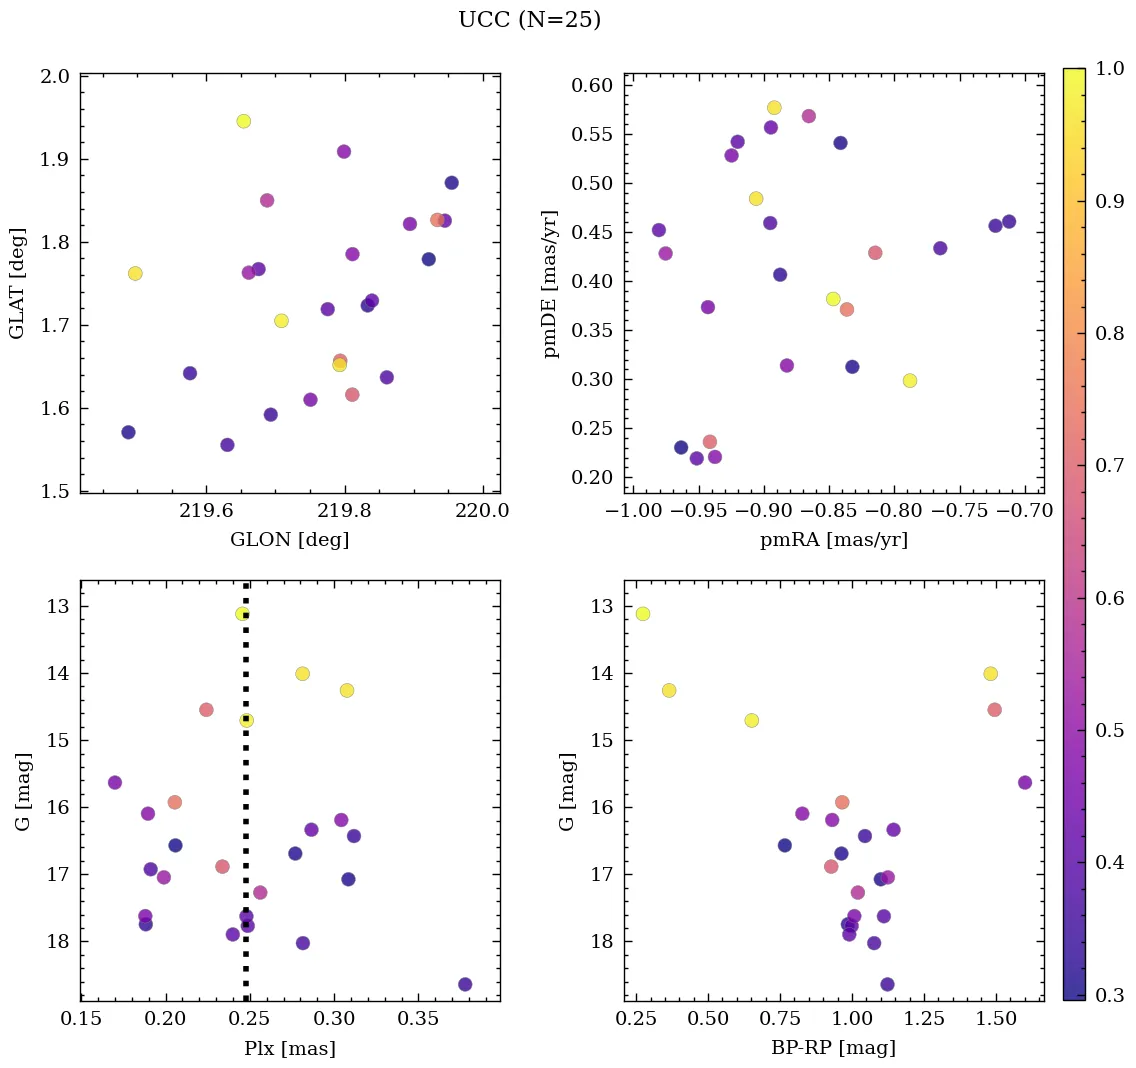 UCC (N=25)
2.0
1.9
1.8
1.7
1.6
1.5
GLAT [deg]
219.6 219.8 220.0
GLON [deg]
0.60
0.55
0.50
0.45
0.40
0.35
0.30
0.25
0.20
pmDE [mas/yr]
−1.00 −0.95 −0.90 −0.85 −0.80 −0.75 −0.70
pmRA [mas/yr]
13
14
15
16
17
18
G [mag]
0.15 0.20 0.25 0.30 0.35
Plx [mas]
13
14
15
16
17
18
G [mag]
0.25 0.50 0.75 1.00 1.25 1.50
BP-RP [mag]
1.0
0.9
0.8
0.7
0.6
0.5
0.4
0.3